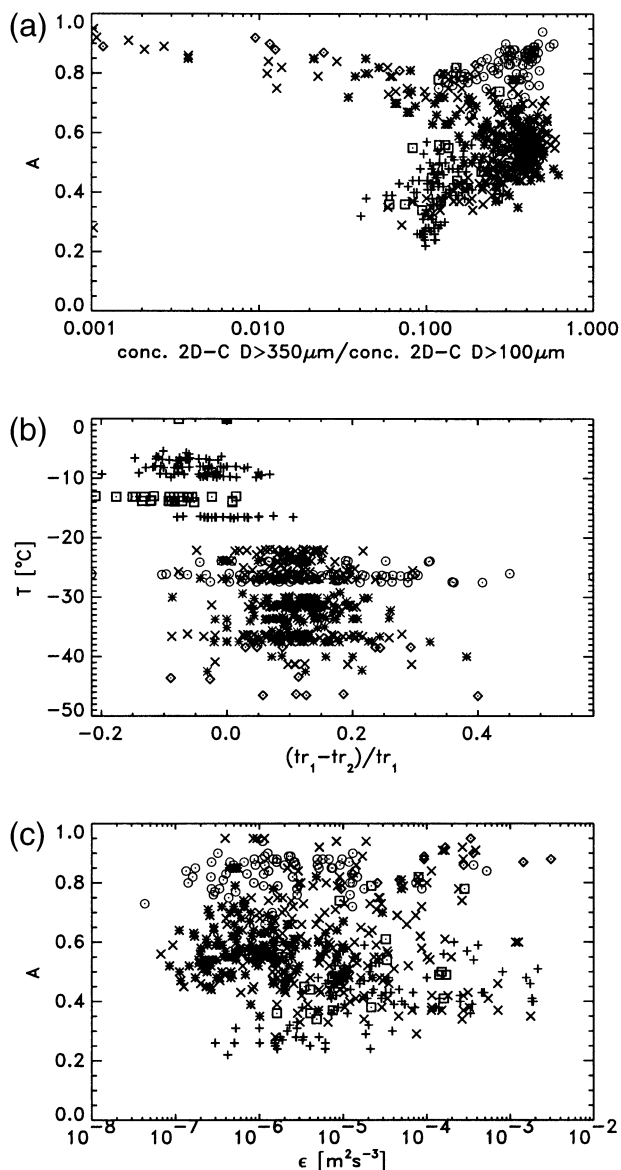 (a)
1.0
0.8
0.6
0.4
0.2
0.0
A
0.001 0.010 0.100 1.000
conc. 2D-C D>350μm/conc. 2D-C D>100μm
(b)
0
-10
-20
-30
-40
-50
T [°C]
-0.2 0.0 0.2 0.4
(tr₁-tr₂)/tr₁
(c)
1.0
0.8
0.6
0.4
0.2
0.0
A
10⁻⁸ 10⁻⁷ 10⁻⁶ 10⁻⁵ 10⁻⁴ 10⁻³ 10⁻²
ϵ [m²s⁻³]